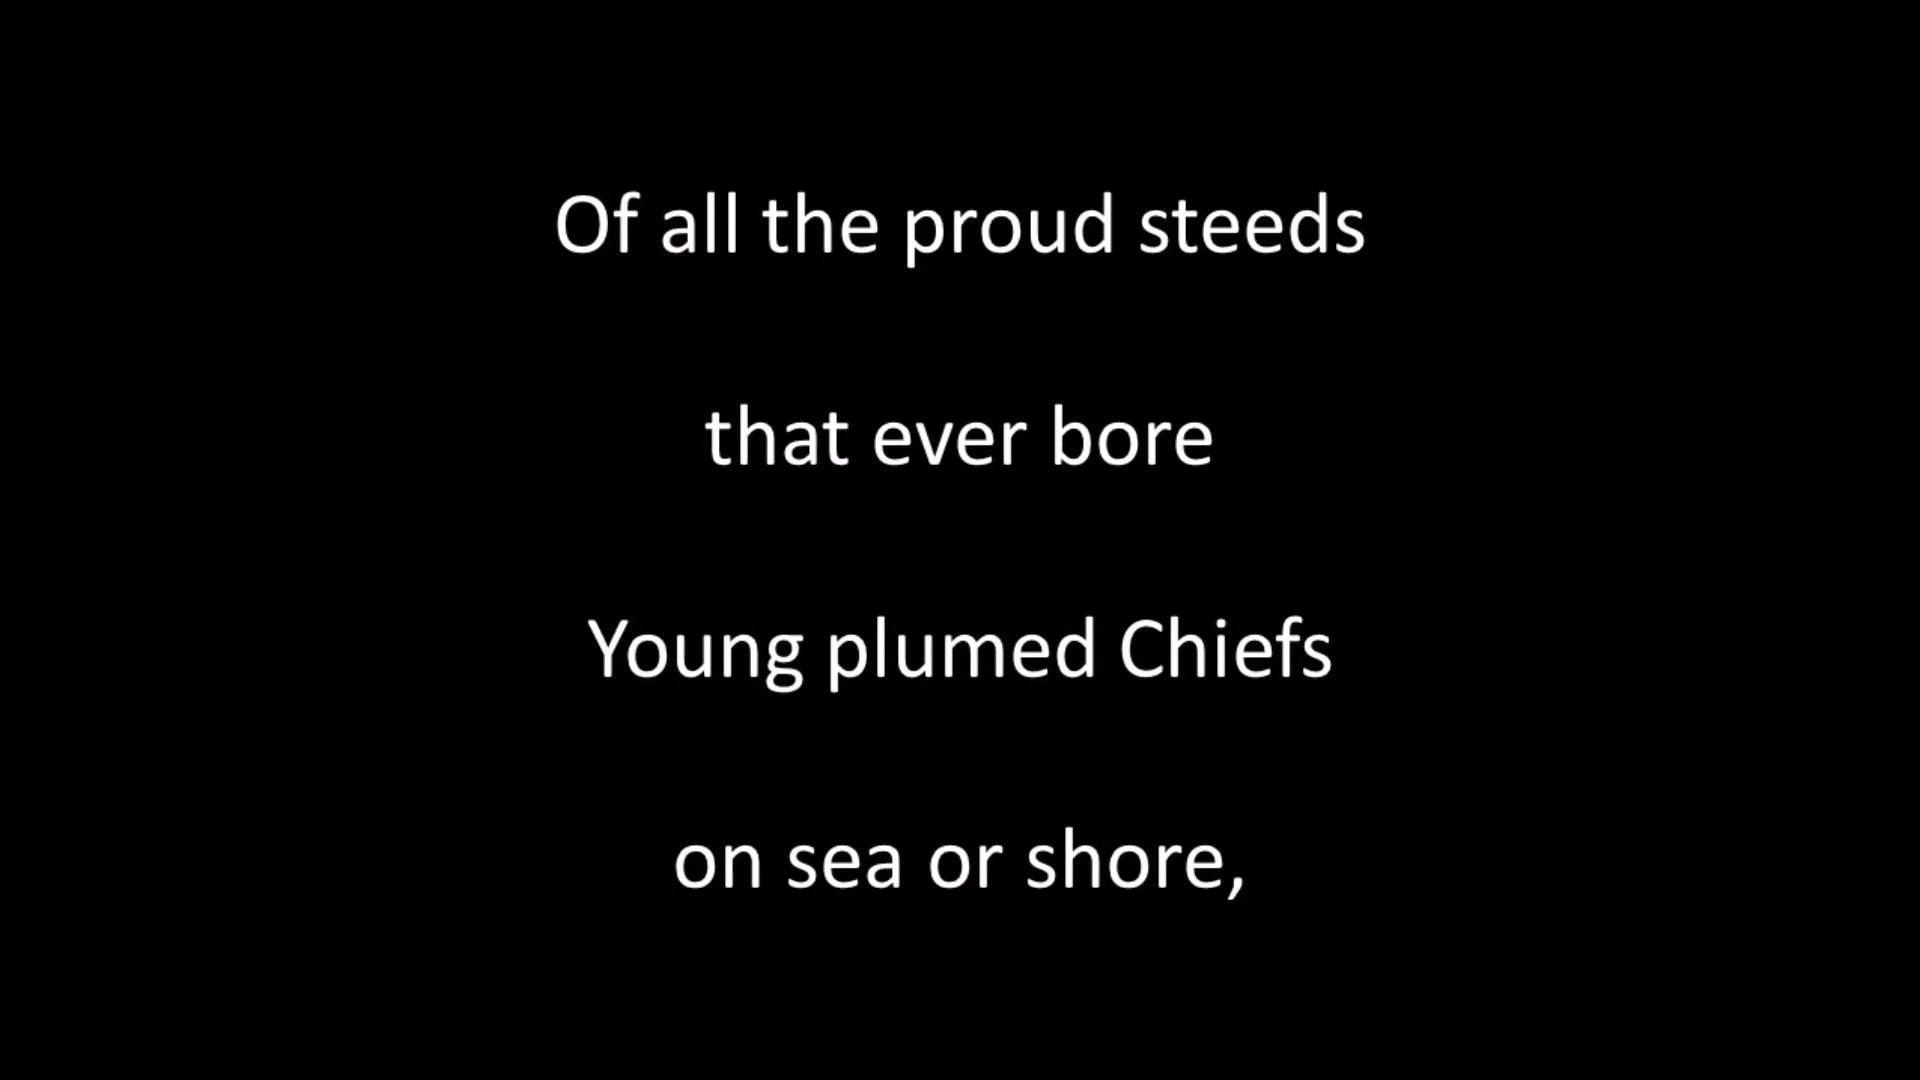 Of all the proud steeds
that ever bore
Young plumed Chiefs
on sea or shore,